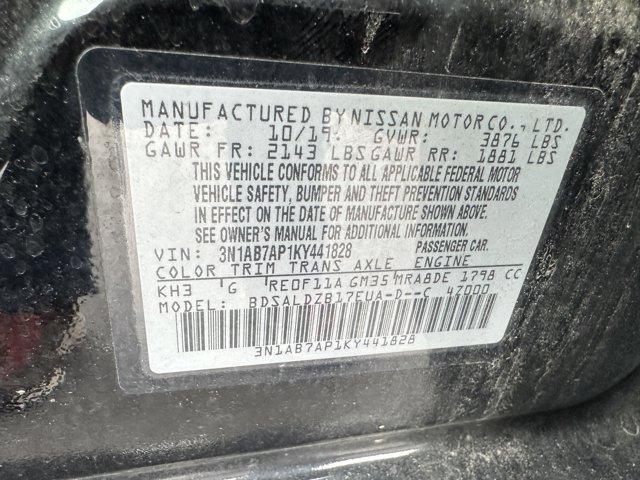 MANUFACTURED BY NISSAN MOTOR CO., LTD.
DATE: 10/19 GVWR: 3876 LBS
GAWR FR: 2143 LBS GAWR RR: 1881 LBS
THIS VEHICLE CONFORMS TO ALL APPLICABLE FEDERAL MOTOR
VEHICLE SAFETY, BUMPER AND THEFT PREVENTION STANDARDS
IN EFFECT ON THE DATE OF MANUFACTURE SHOWN ABOVE.
SEE OWNER'S MANUAL FOR ADDITIONAL INFORMATION.
VIN: 3N1AB7AP1KY441828 PASSENGER CAR.
COLOR TRIM TRANS AXLE ENGINE
KH3 G RE0F11A GM35 MRA8DE 1798 CC
MODEL: BDSALDZB17EUA-D--C 47000
3N1AB7AP1KY441828